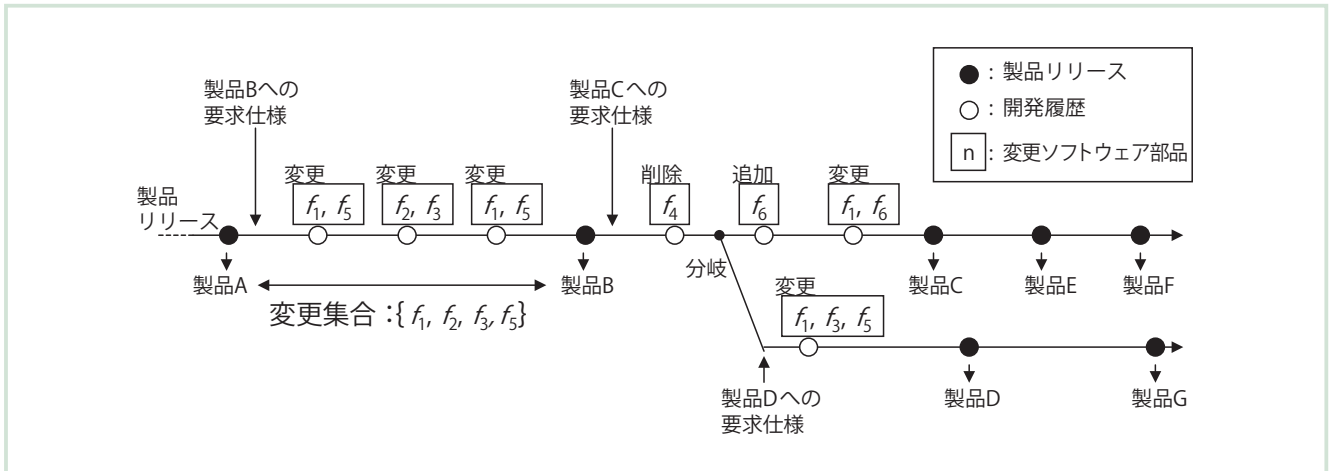 製品Bへの
要求仕様
製品Cへの
要求仕様
● : 製品リリース
○ : 開発履歴
n : 変更ソフトウェア部品
製品
リリース
変更
f1, f5
変更
f2, f3
変更
f1, f5
削除
f4
追加
f6
変更
f1, f6
製品A
製品B
分岐
製品C
製品E
製品F
変更集合 :{ f1, f2, f3, f5}
変更
f1, f3, f5
製品Dへの
要求仕様
製品D
製品G